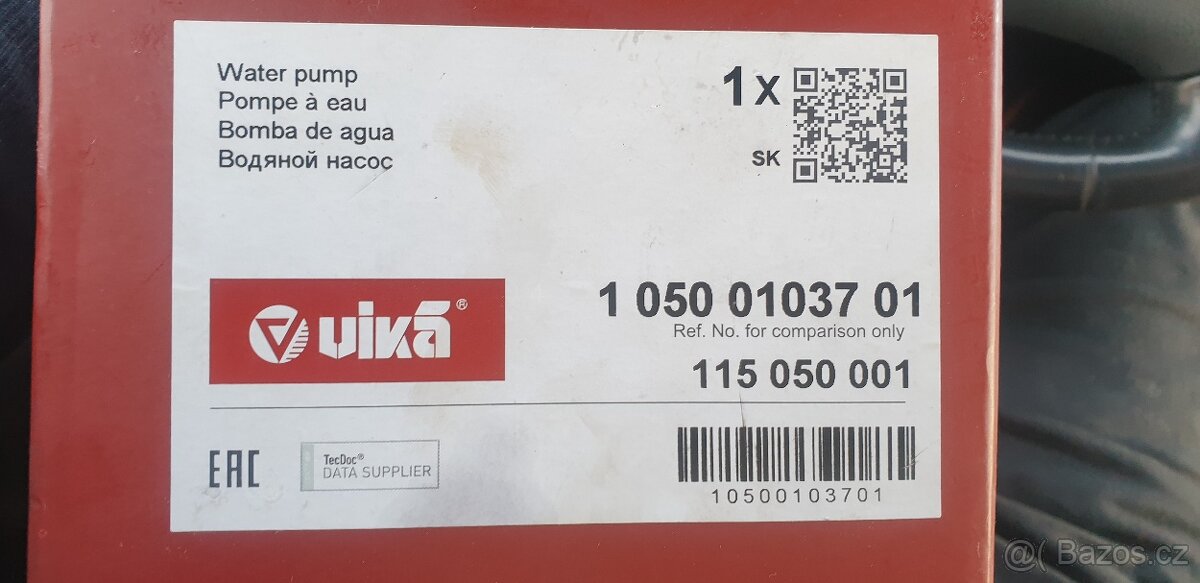 Water pump
Pompe à eau
Bomba de agua
Водяной насос
1 x
SK
vikā®
1 050 01037 01
Ref. No. for comparison only
115 050 001
EAC
TecDoc®
DATA SUPPLIER
10500103701
@( Bazos.cz